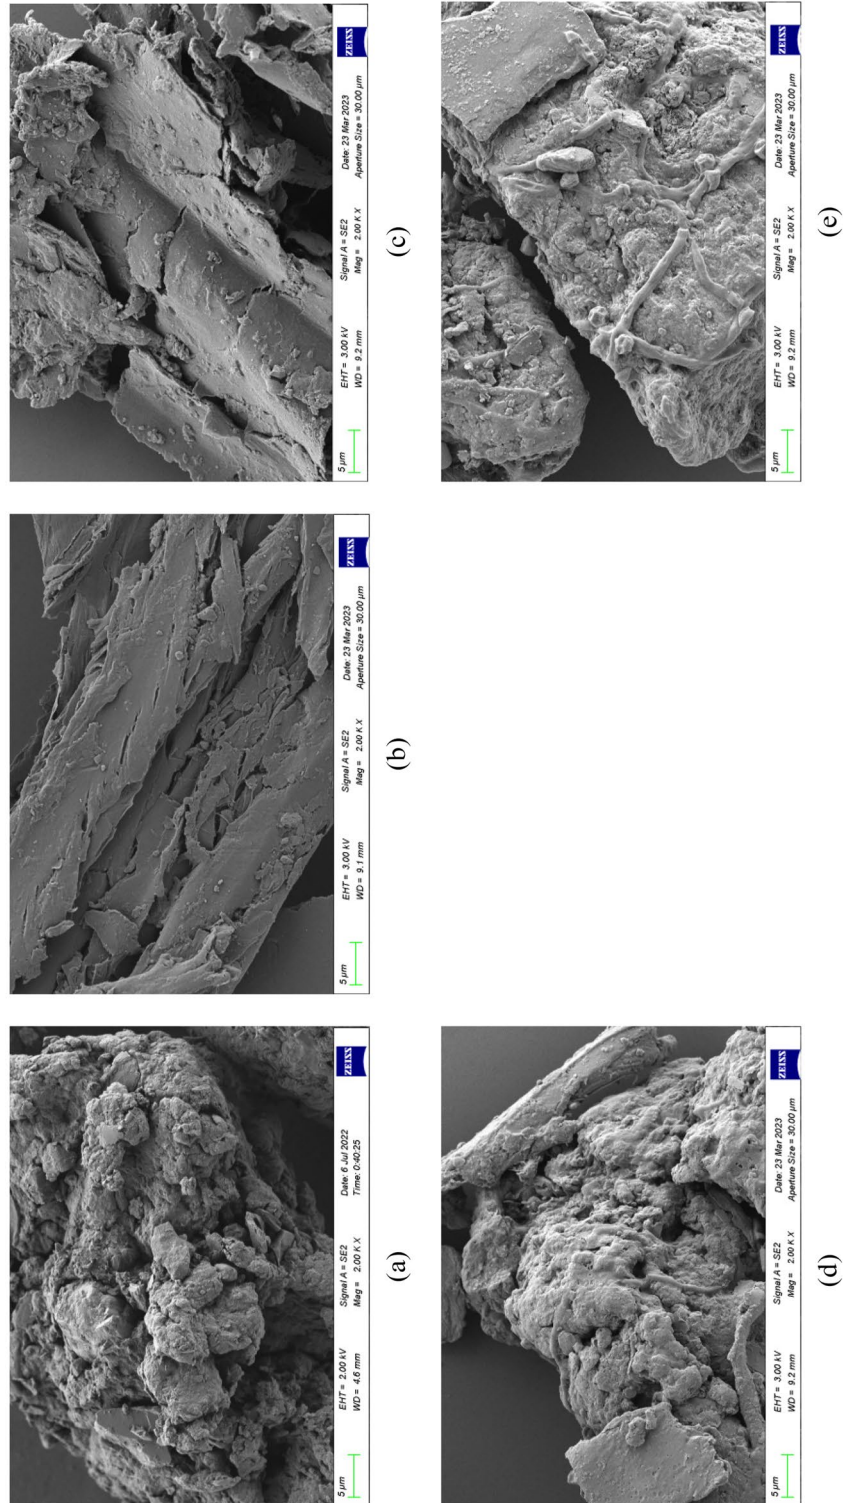 5 µm
EHT = 2.00 kV
WD = 4.6 mm
Signal A = SE2
Mag = 2.00 K X
Date: 6 Jul 2022
Time: 0:40:25
ZEISS
(a)
5 µm
EHT = 3.00 kV
WD = 9.1 mm
Signal A = SE2
Mag = 2.00 K X
Date: 23 Mar 2023
Aperture Size = 30.00 µm
ZEISS
(b)
5 µm
EHT = 3.00 kV
WD = 9.2 mm
Signal A = SE2
Mag = 2.00 K X
Date: 23 Mar 2023
Aperture Size = 30.00 µm
ZEISS
(c)
5 µm
EHT = 3.00 kV
WD = 9.2 mm
Signal A = SE2
Mag = 2.00 K X
Date: 23 Mar 2023
Aperture Size = 30.00 µm
ZEISS
(d)
5 µm
EHT = 3.00 kV
WD = 9.2 mm
Signal A = SE2
Mag = 2.00 K X
Date: 23 Mar 2023
Aperture Size = 30.00 µm
ZEISS
(e)